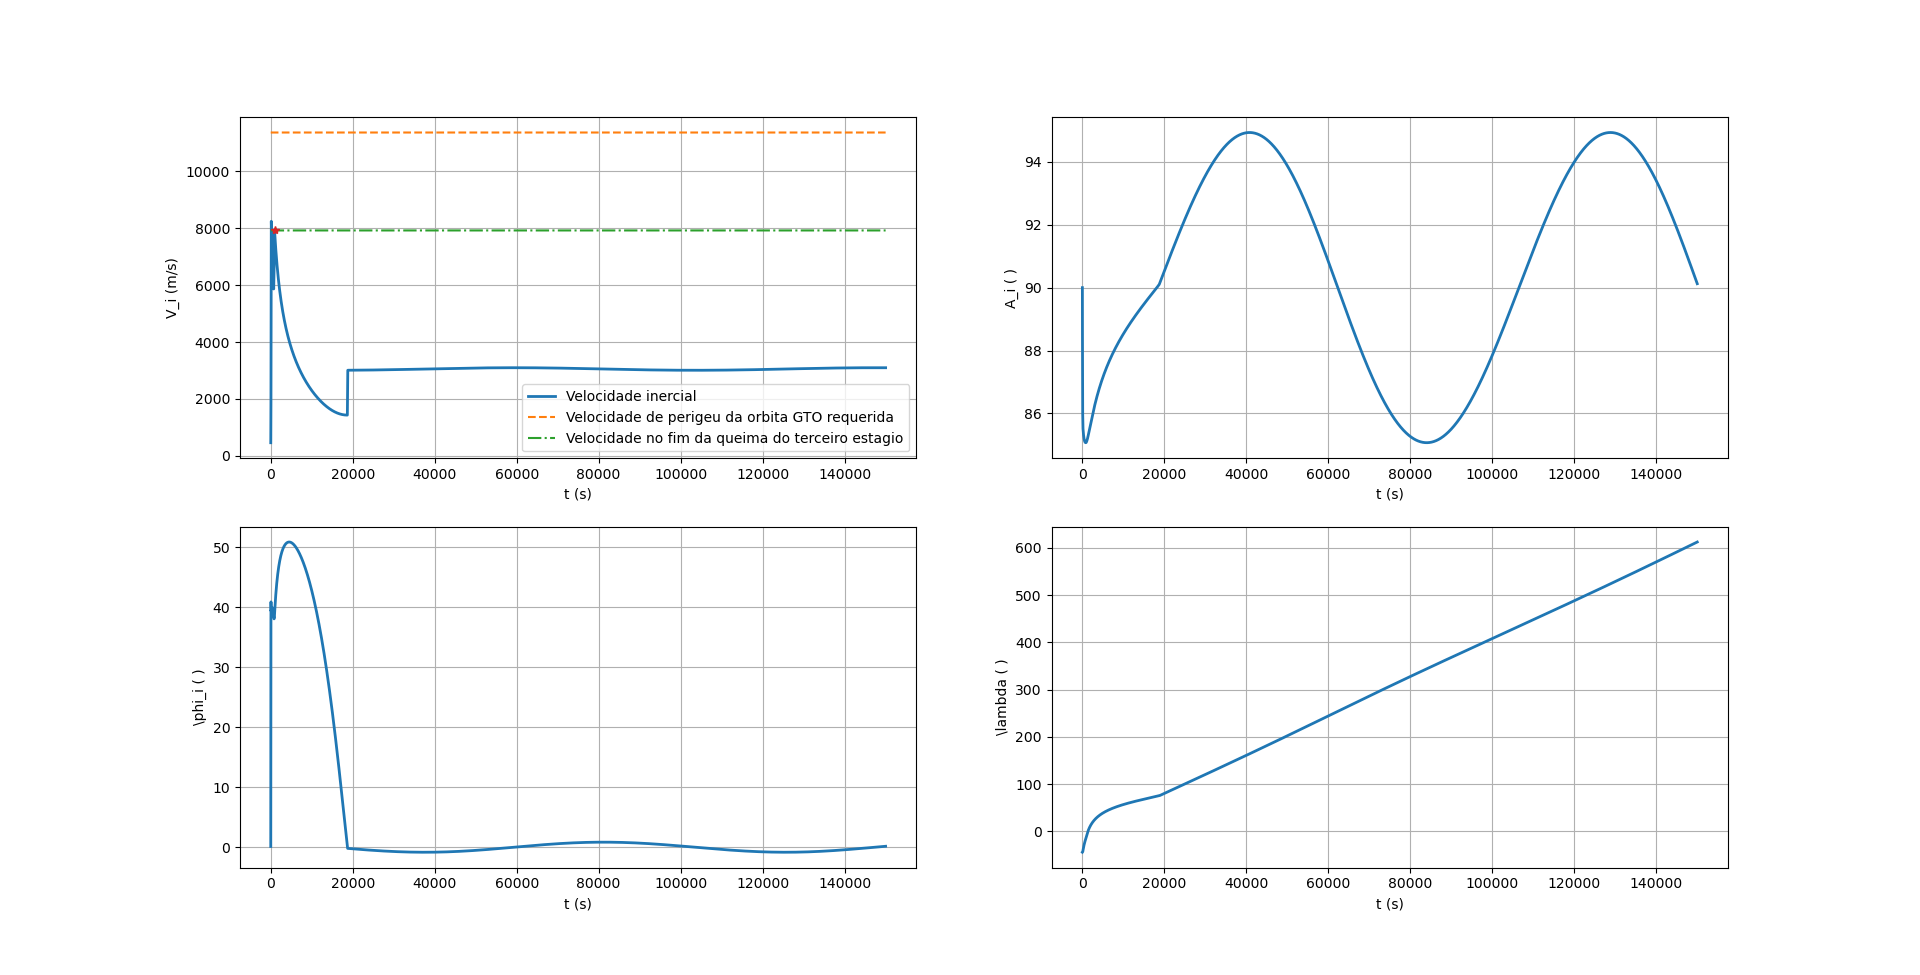 10000
8000
6000
4000
2000
0
V_i (m/s)
Velocidade inercial
Velocidade de perigeu da orbita GTO requerida
Velocidade no fim da queima do terceiro estagio
0 20000 40000 60000 80000 100000 120000 140000
t (s)
94
92
90
88
86
A_i ( )
0 20000 40000 60000 80000 100000 120000 140000
t (s)
50
40
30
20
10
0
\phi_i ( )
0 20000 40000 60000 80000 100000 120000 140000
t (s)
600
500
400
300
200
100
0
\lambda ( )
0 20000 40000 60000 80000 100000 120000 140000
t (s)